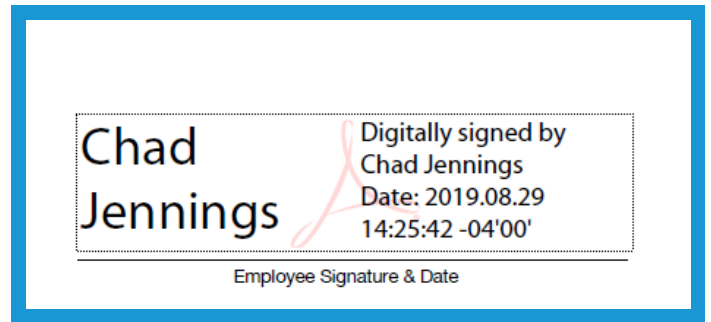 Chad
Jennings
Digitally signed by
Chad Jennings
Date: 2019.08.29
14:25:42 -04'00'
Employee Signature & Date